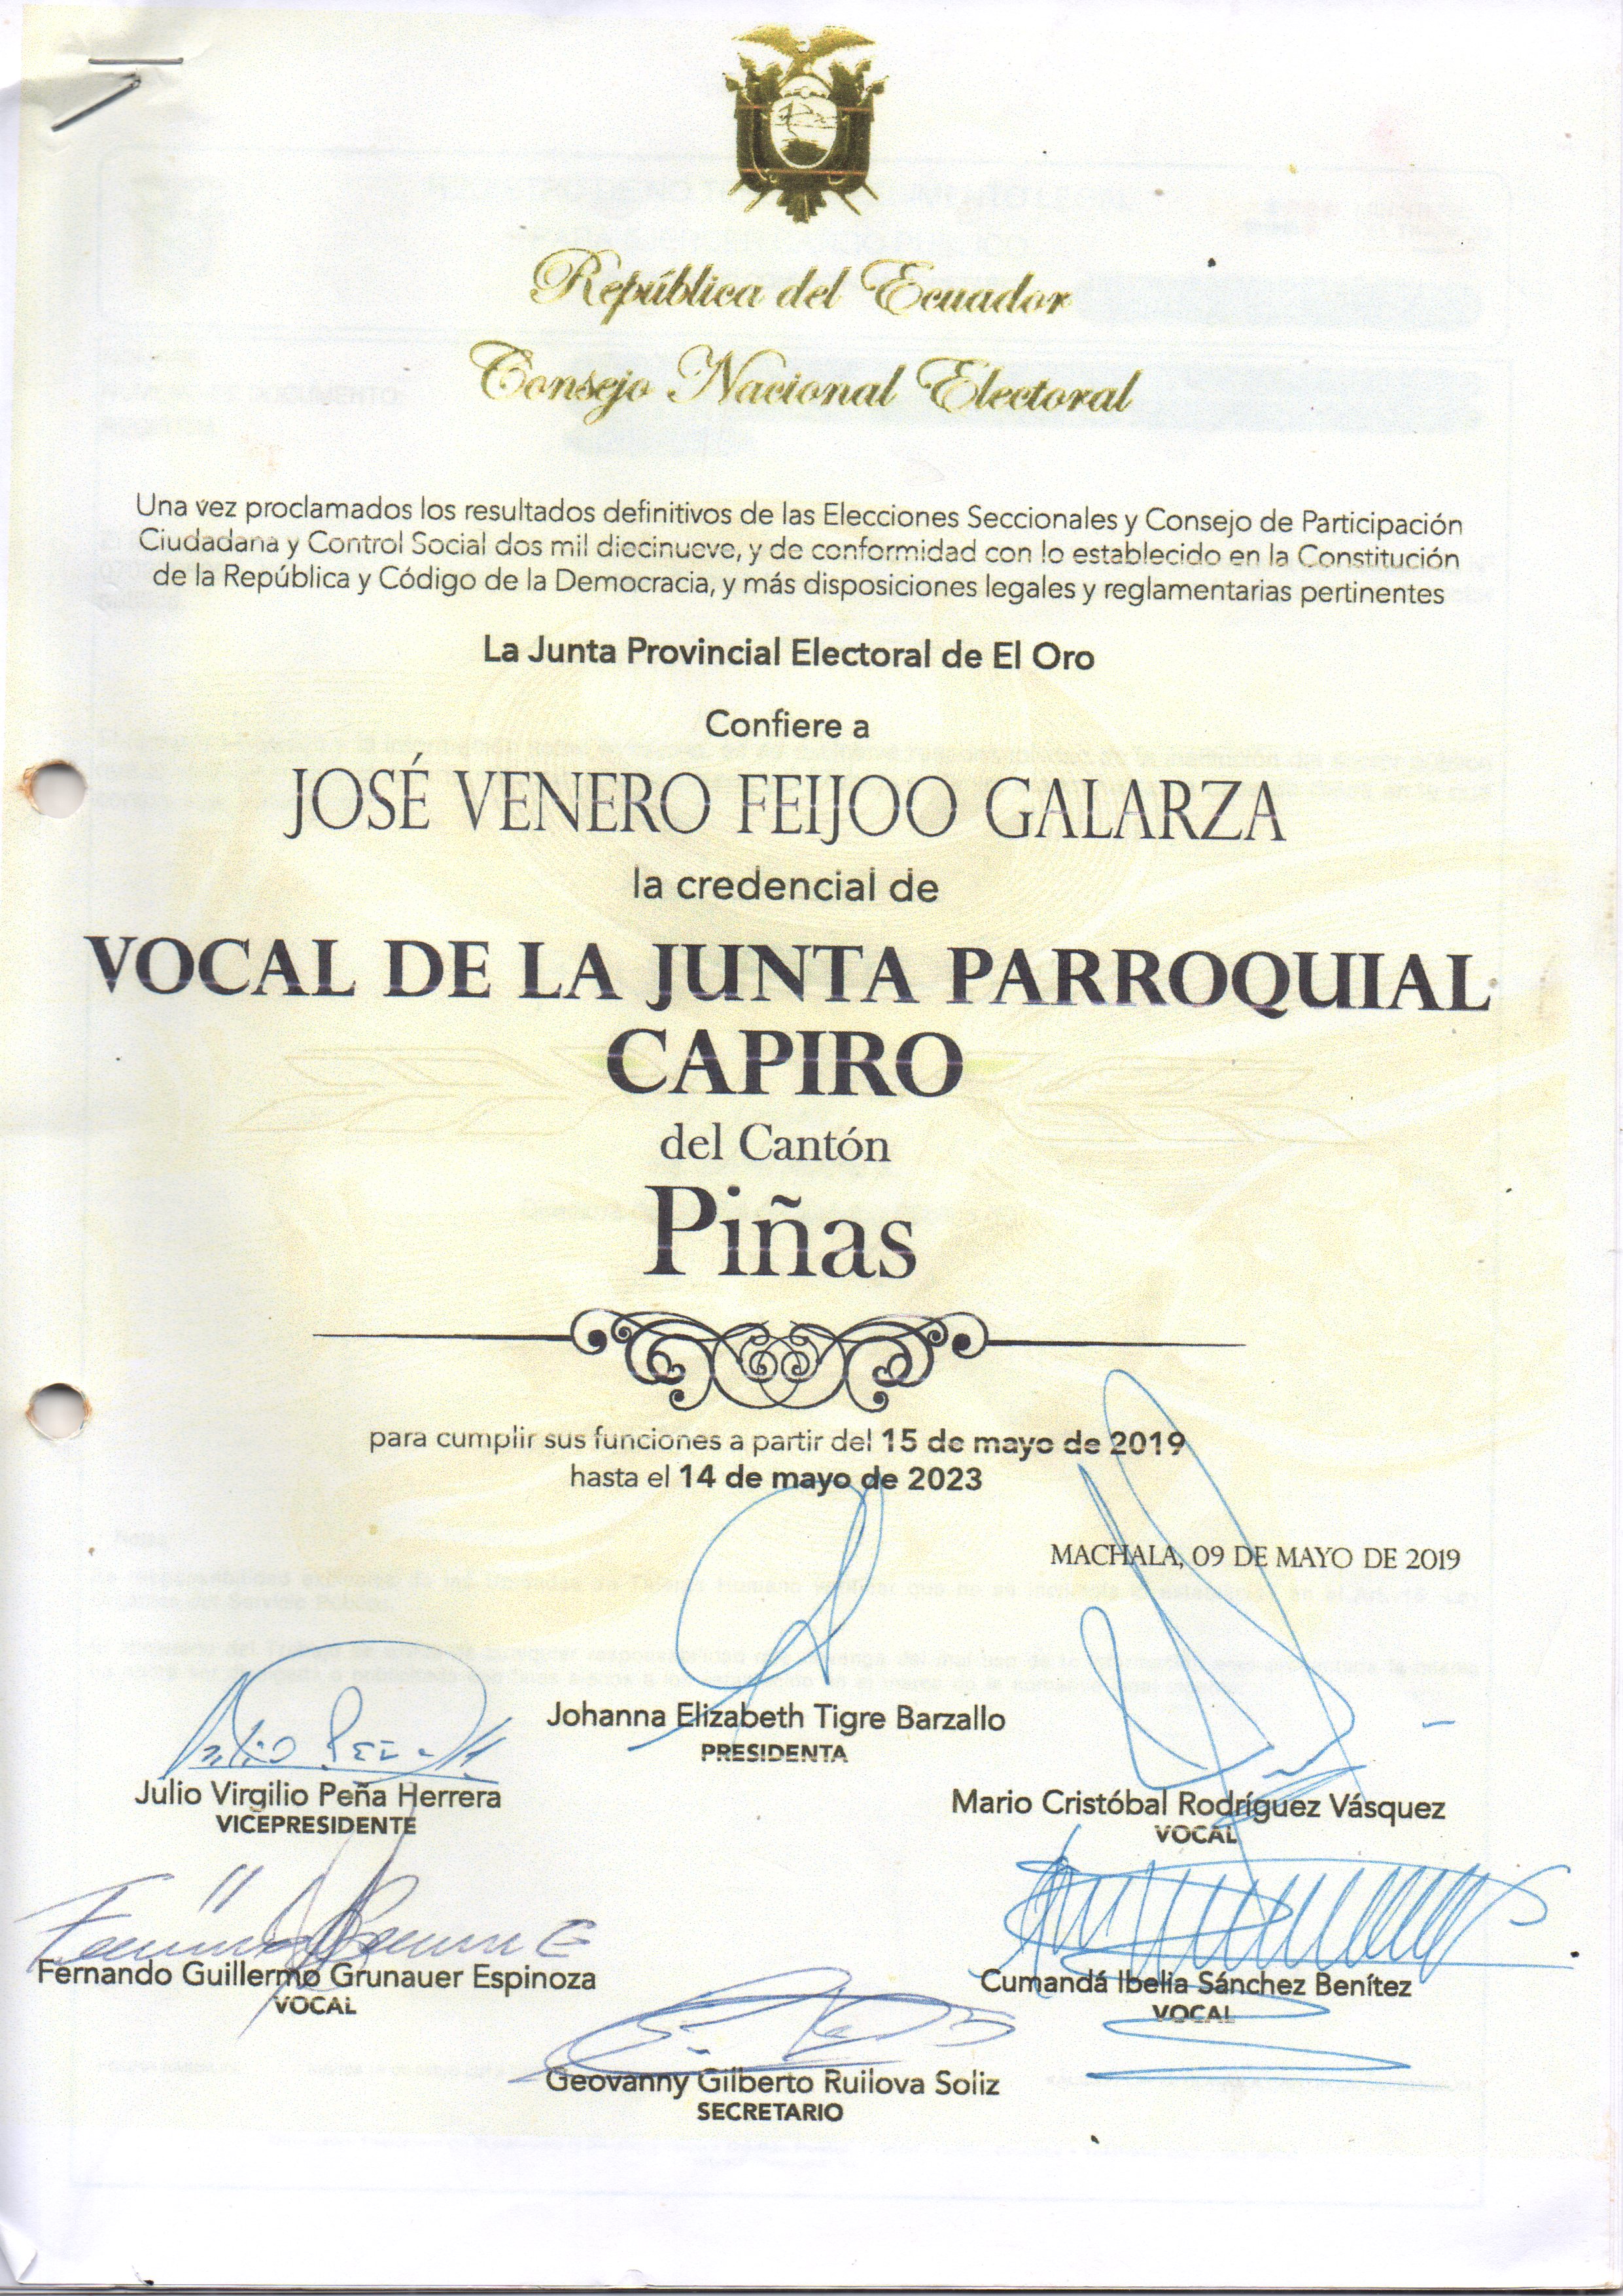 República del Ecuador
Consejo Nacional Electoral
Una vez proclamados los resultados definitivos de las Elecciones Seccionales y Consejo de Participación
Ciudadana y Control Social dos mil diecinueve, y de conformidad con lo establecido en la Constitución
de la República y Código de la Democracia, y más disposiciones legales y reglamentarias pertinentes
La Junta Provincial Electoral de El Oro
Confiere a
JOSÉ VENERO FEIJOO GALARZA
la credencial de
VOCAL DE LA JUNTA PARROQUIAL
CAPIRO
del Cantón
Piñas
para cumplir sus funciones a partir del 15 de mayo de 2019
hasta el 14 de mayo de 2023
MACHALA, 09 DE MAYO DE 2019
Johanna Elizabeth Tigre Barzallo
PRESIDENTA
Julio Virgilio Peña Herrera
VICEPRESIDENTE
Mario Cristóbal Rodríguez Vásquez
VOCAL
Fernando Guillermo Grunauer Espinoza
VOCAL
Cumandá Ibelia Sánchez Benítez
VOCAL
Geovanny Gilberto Ruilova Soliz
SECRETARIO